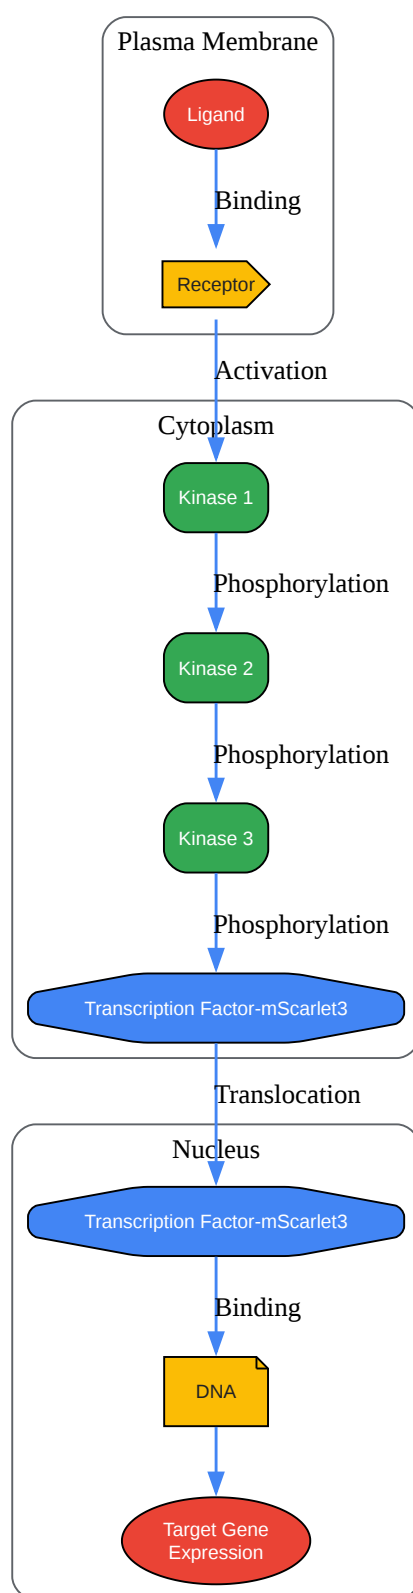 Plasma Membrane
Ligand
Binding
Receptor
Activation
Cytoplasm
Kinase 1
Phosphorylation
Kinase 2
Phosphorylation
Kinase 3
Phosphorylation
Transcription Factor-mScarlet3
Translocation
Nucleus
Transcription Factor-mScarlet3
Binding
DNA
Target Gene
Expression